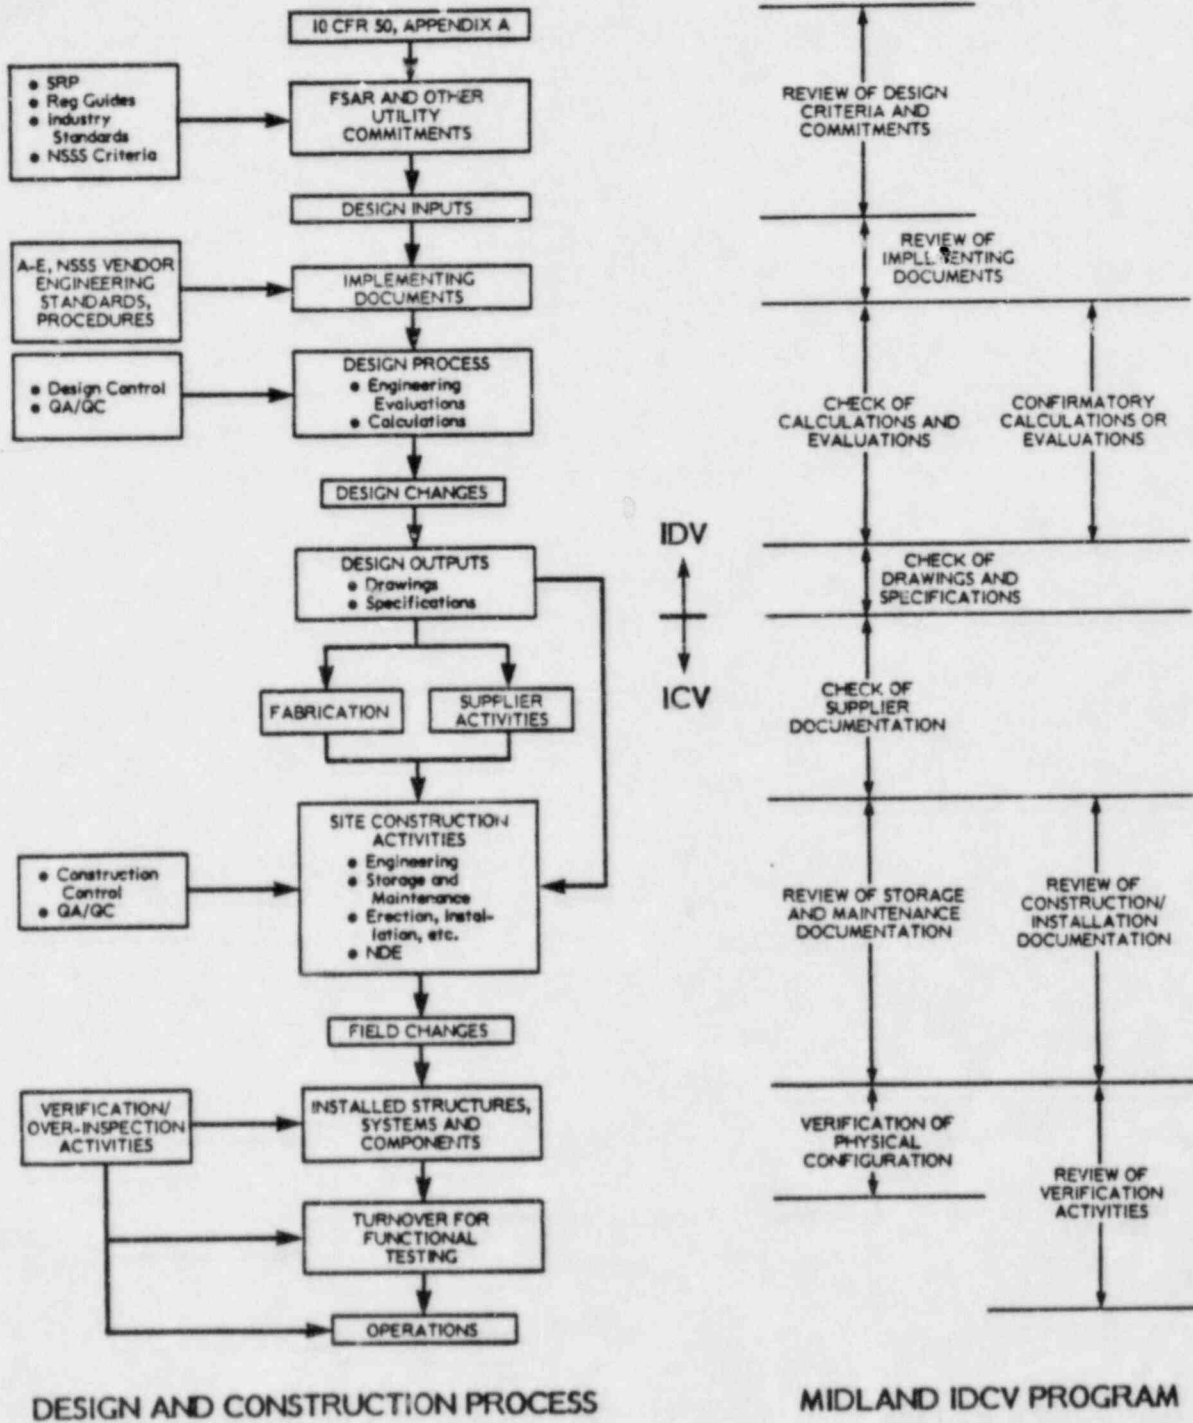 10 CFR 50, APPENDIX A
• SRP
• Reg Guides
• Industry
Standards
• NSSS Criteria
FSAR AND OTHER
UTILITY
COMMITMENTS
DESIGN INPUTS
A-E, NSSS VENDOR
ENGINEERING
STANDARDS,
PROCEDURES
IMPLEMENTING
DOCUMENTS
• Design Control
• QA/QC
DESIGN PROCESS
• Engineering
Evaluations
• Calculations
DESIGN CHANGES
DESIGN OUTPUTS
• Drawings
• Specifications
FABRICATION
SUPPLIER
ACTIVITIES
• Construction
Control
• QA/QC
SITE CONSTRUCTION
ACTIVITIES
• Engineering
• Storage and
Maintenance
• Erection, Instal-
lation, etc.
• NDE
FIELD CHANGES
VERIFICATION/
OVER-INSPECTION
ACTIVITIES
INSTALLED STRUCTURES,
SYSTEMS AND
COMPONENTS
TURNOVER FOR
FUNCTIONAL
TESTING
OPERATIONS
DESIGN AND CONSTRUCTION PROCESS
IDV
ICV
REVIEW OF DESIGN
CRITERIA AND
COMMITMENTS
REVIEW OF
DOCUMENTS
CHECK OF
CALCULATIONS AND
EVALUATIONS
CONFIRMATORY
CALCULATIONS OR
EVALUATIONS
CHECK OF
DRAWINGS AND
SPECIFICATIONS
CHECK OF
SUPPLIER
DOCUMENTATION
REVIEW OF STORAGE
AND MAINTENANCE
DOCUMENTATION
REVIEW OF
CONSTRUCTION/
INSTALLATION
DOCUMENTATION
VERIFICATION OF
PHYSICAL
CONFIGURATION
REVIEW OF
VERIFICATION
ACTIVITIES
MIDLAND IDCV PROGRAM